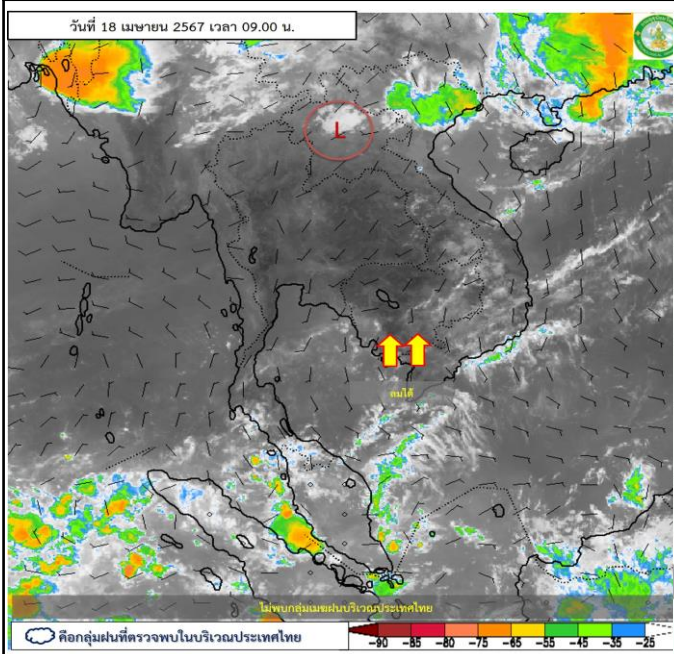 วันที่ 18 เมษายน 2567 เวลา 09.00 น.
L
ลมใต้
ไม่พบกลุ่มเมฆฝนบริเวณประเทศไทย
คือกลุ่มฝนที่ตรวจพบในบริเวณประเทศไทย
-90 -85 -80 -75 -65 -55 -45 -35 -25